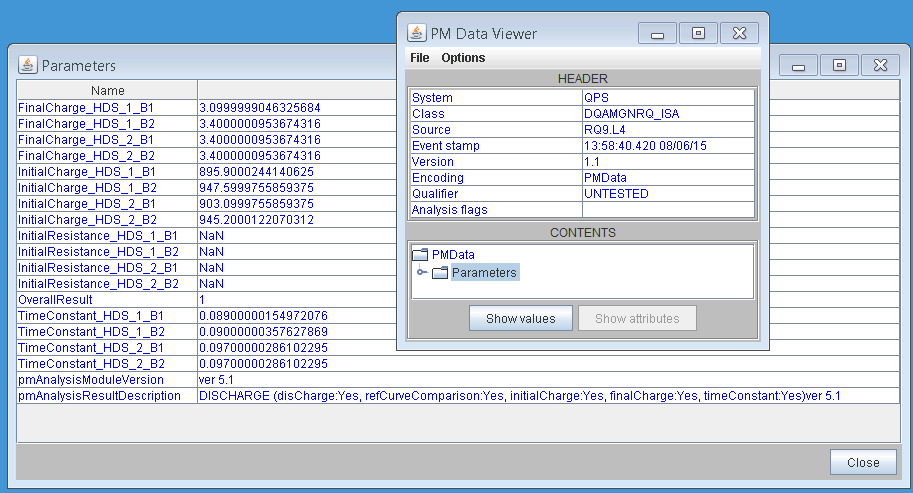 PM Data Viewer
File Options
HEADER
System QPS
Class DQAMGNRQ_ISA
Source RQ9.L4
Event stamp 13:58:40.420 08/06/15
Version 1.1
Encoding PMData
Qualifier UNTESTED
Analysis flags
CONTENTS
PMData
Parameters
Show values Show attributes
Parameters
Name
FinalCharge_HDS_1_B1 3.0999999046325684
FinalCharge_HDS_1_B2 3.4000000953674316
FinalCharge_HDS_2_B1 3.4000000953674316
FinalCharge_HDS_2_B2 3.4000000953674316
InitialCharge_HDS_1_B1 895.9000244140625
InitialCharge_HDS_1_B2 947.5999755859375
InitialCharge_HDS_2_B1 903.0999755859375
InitialCharge_HDS_2_B2 945.2000122070312
InitialResistance_HDS_1_B1 NaN
InitialResistance_HDS_1_B2 NaN
InitialResistance_HDS_2_B1 NaN
InitialResistance_HDS_2_B2 NaN
OverallResult 1
TimeConstant_HDS_1_B1 0.08900000154972076
TimeConstant_HDS_1_B2 0.09000000357627869
TimeConstant_HDS_2_B1 0.09700000286102295
TimeConstant_HDS_2_B2 0.09700000286102295
pmAnalysisModuleVersion ver 5.1
pmAnalysisResultDescription DISCHARGE (disCharge:Yes, refCurveComparison:Yes, initialCharge:Yes, finalCharge:Yes, timeConstant:Yes)ver 5.1
Close